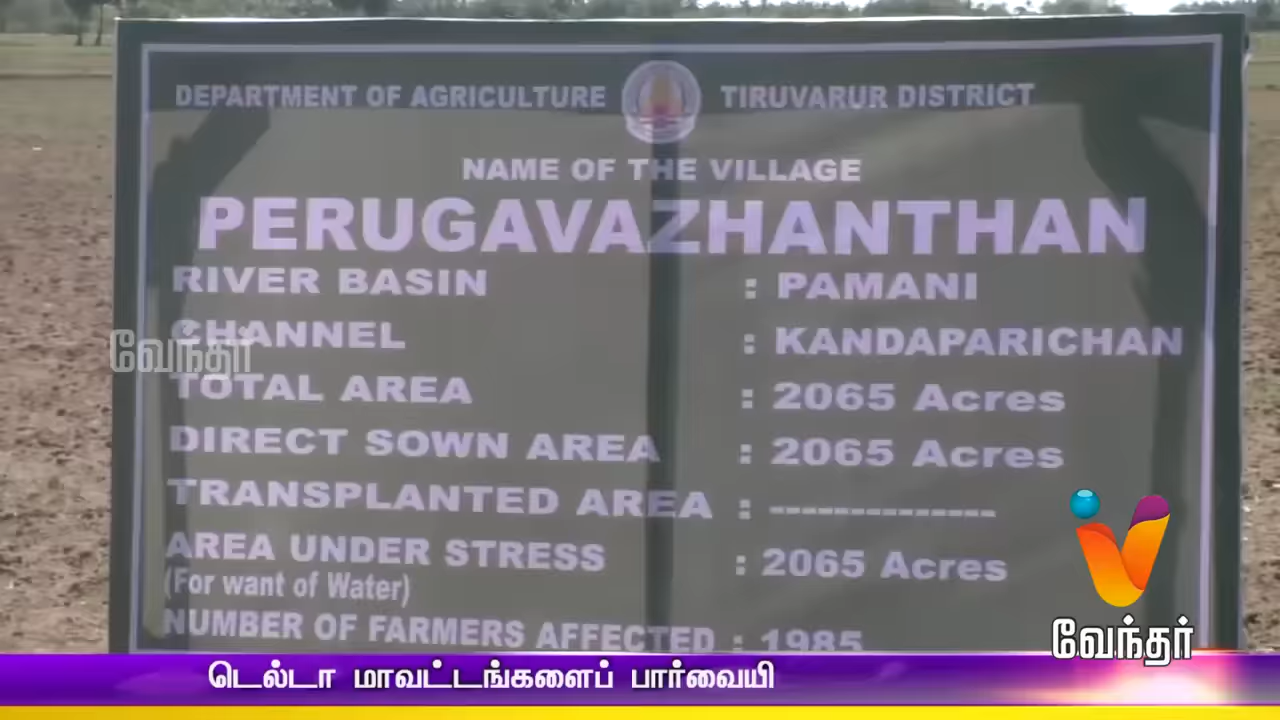 DEPARTMENT OF AGRICULTURE TIRUVARUR DISTRICT
NAME OF THE VILLAGE
PERUGAVAZHANTHAN
RIVER BASIN : PAMANI
CHANNEL : KANDAPARICHAN
வேந்தர்
TOTAL AREA : 2065 Acres
DIRECT SOWN AREA : 2065 Acres
TRANSPLANTED AREA : --------------
AREA UNDER STRESS : 2065 Acres
(For want of Water)
NUMBER OF FARMERS AFFECTED : 1985
வேந்தர்
டெல்டா மாவட்டங்களைப் பார்வையி